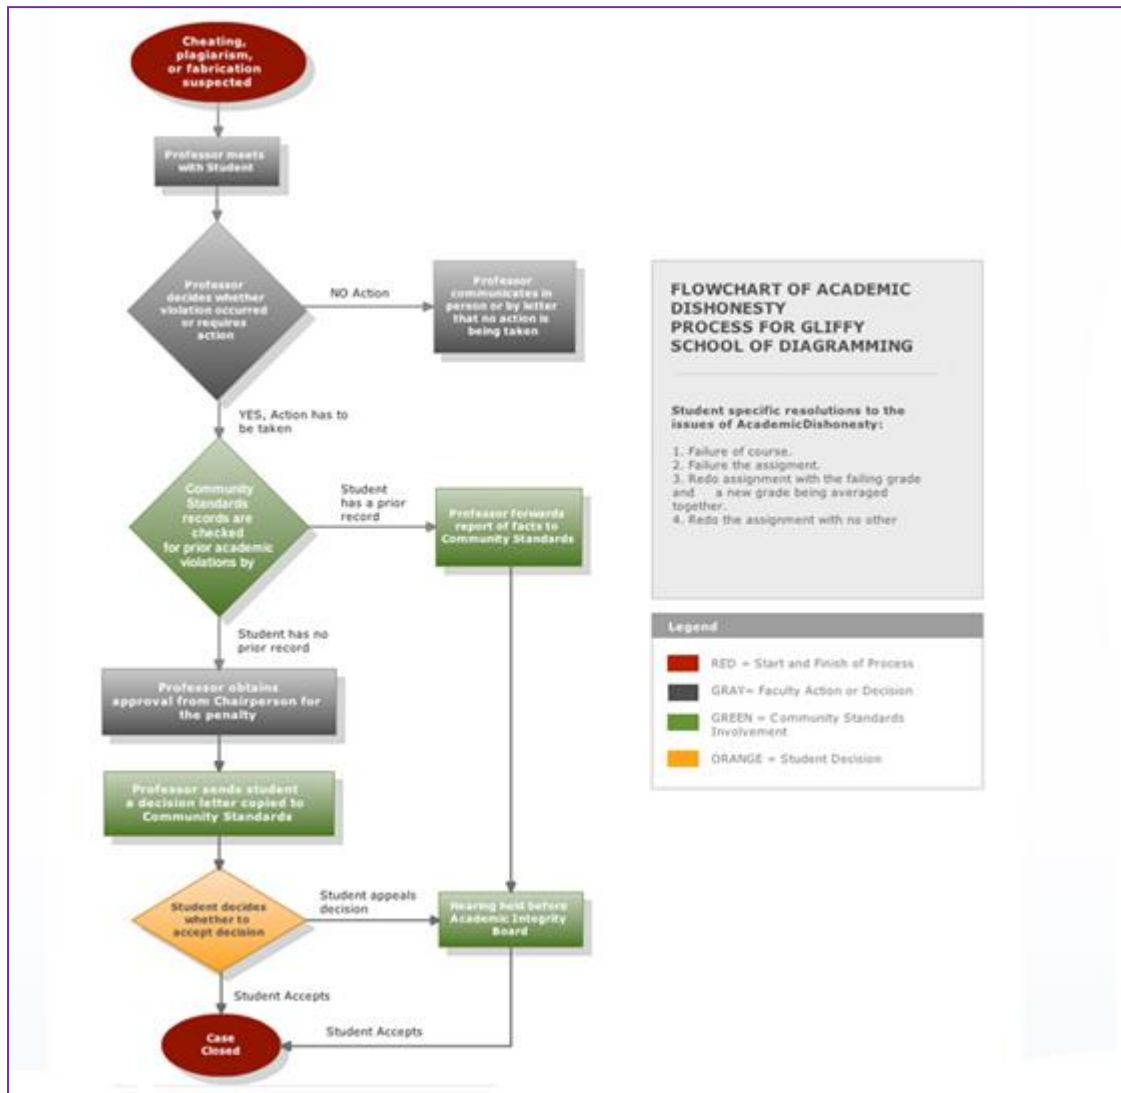 Cheating,
plagiarism,
or fabrication
suspected
Professor meets
with Student
Professor
decides whether
violation occurred
or requires
action
NO Action
Professor
communicates in
person or by letter
that no action is
being taken
YES, Action has to
be taken
Community
Standards
records are
checked
for prior academic
violations by
Student
has a prior
record
Professor forwards
report of facts to
Community Standards
Student has no
prior record
Professor obtains
approval from Chairperson for
the penalty
Professor sends student
a decision letter copied to
Community Standards
Student decides
whether to
accept decision
Student appeals
decision
Hearing held before
Academic Integrity
Board
Student Accepts
Student Accepts
Case
Closed
FLOWCHART OF ACADEMIC
DISHONESTY
PROCESS FOR GLIFFY
SCHOOL OF DIAGRAMMING
Student specific resolutions to the
issues of AcademicDishonesty:
1. Failure of course.
2. Failure the assigment.
3. Redo assignment with the failing grade
and a new grade being averaged
together.
4. Redo the assignment with no other
Legend
RED = Start and Finish of Process
GRAY= Faculty Action or Decision
GREEN = Community Standards
Involvement
ORANGE = Student Decision